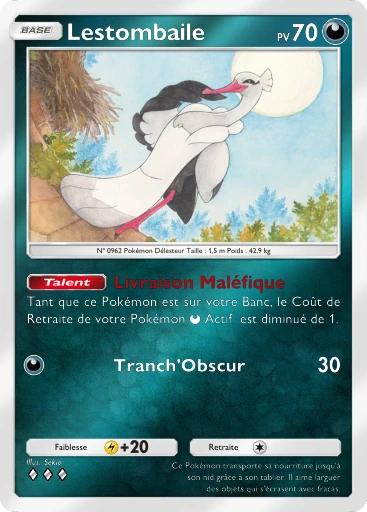 BASE Lestombaile PV 70
N° 0962 Pokémon Délesteur Taille : 1,5 m Poids : 42.9 kg
Talent Livraison Maléfique
Tant que ce Pokémon est sur votre Banc, le Coût de
Retraite de votre Pokémon Actif est diminué de 1.
Tranch'Obscur 30
Faiblesse +20 Retraite
Illus. Sekio
Ce Pokémon transporte sa nourriture jusqu'à
son nid grâce à son tablier. Il aime larguer
des objets qui s'écrasent avec fracas.